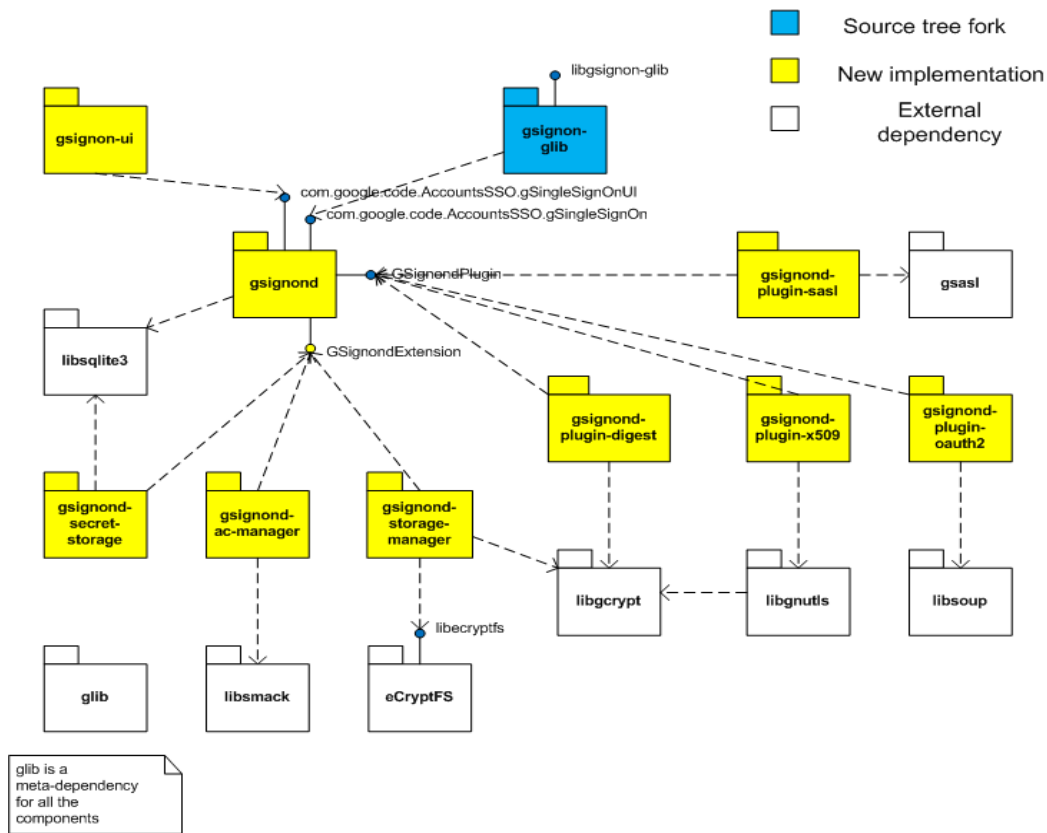 Source tree fork
libgsignon-glib
New implementation
External
dependency
gsignon-ui
gsignon-
glib
com.google.code.AccountsSSO.gSingleSignOnUI
com.google.code.AccountsSSO.gSingleSignOn
gsignond
GSignondPlugin
gsignond-
plugin-sasl
gsasl
libsqlite3
GSignondExtension
gsignond-
plugin-digest
gsignond-
plugin-x509
gsignond-
plugin-
oauth2
gsignond-
secret-
storage
gsignond-
ac-manager
gsignond-
storage-
manager
libgcrypt
libgnutls
libsoup
libecryptfs
glib
libsmack
eCryptFS
glib is a
meta-dependency
for all the
components